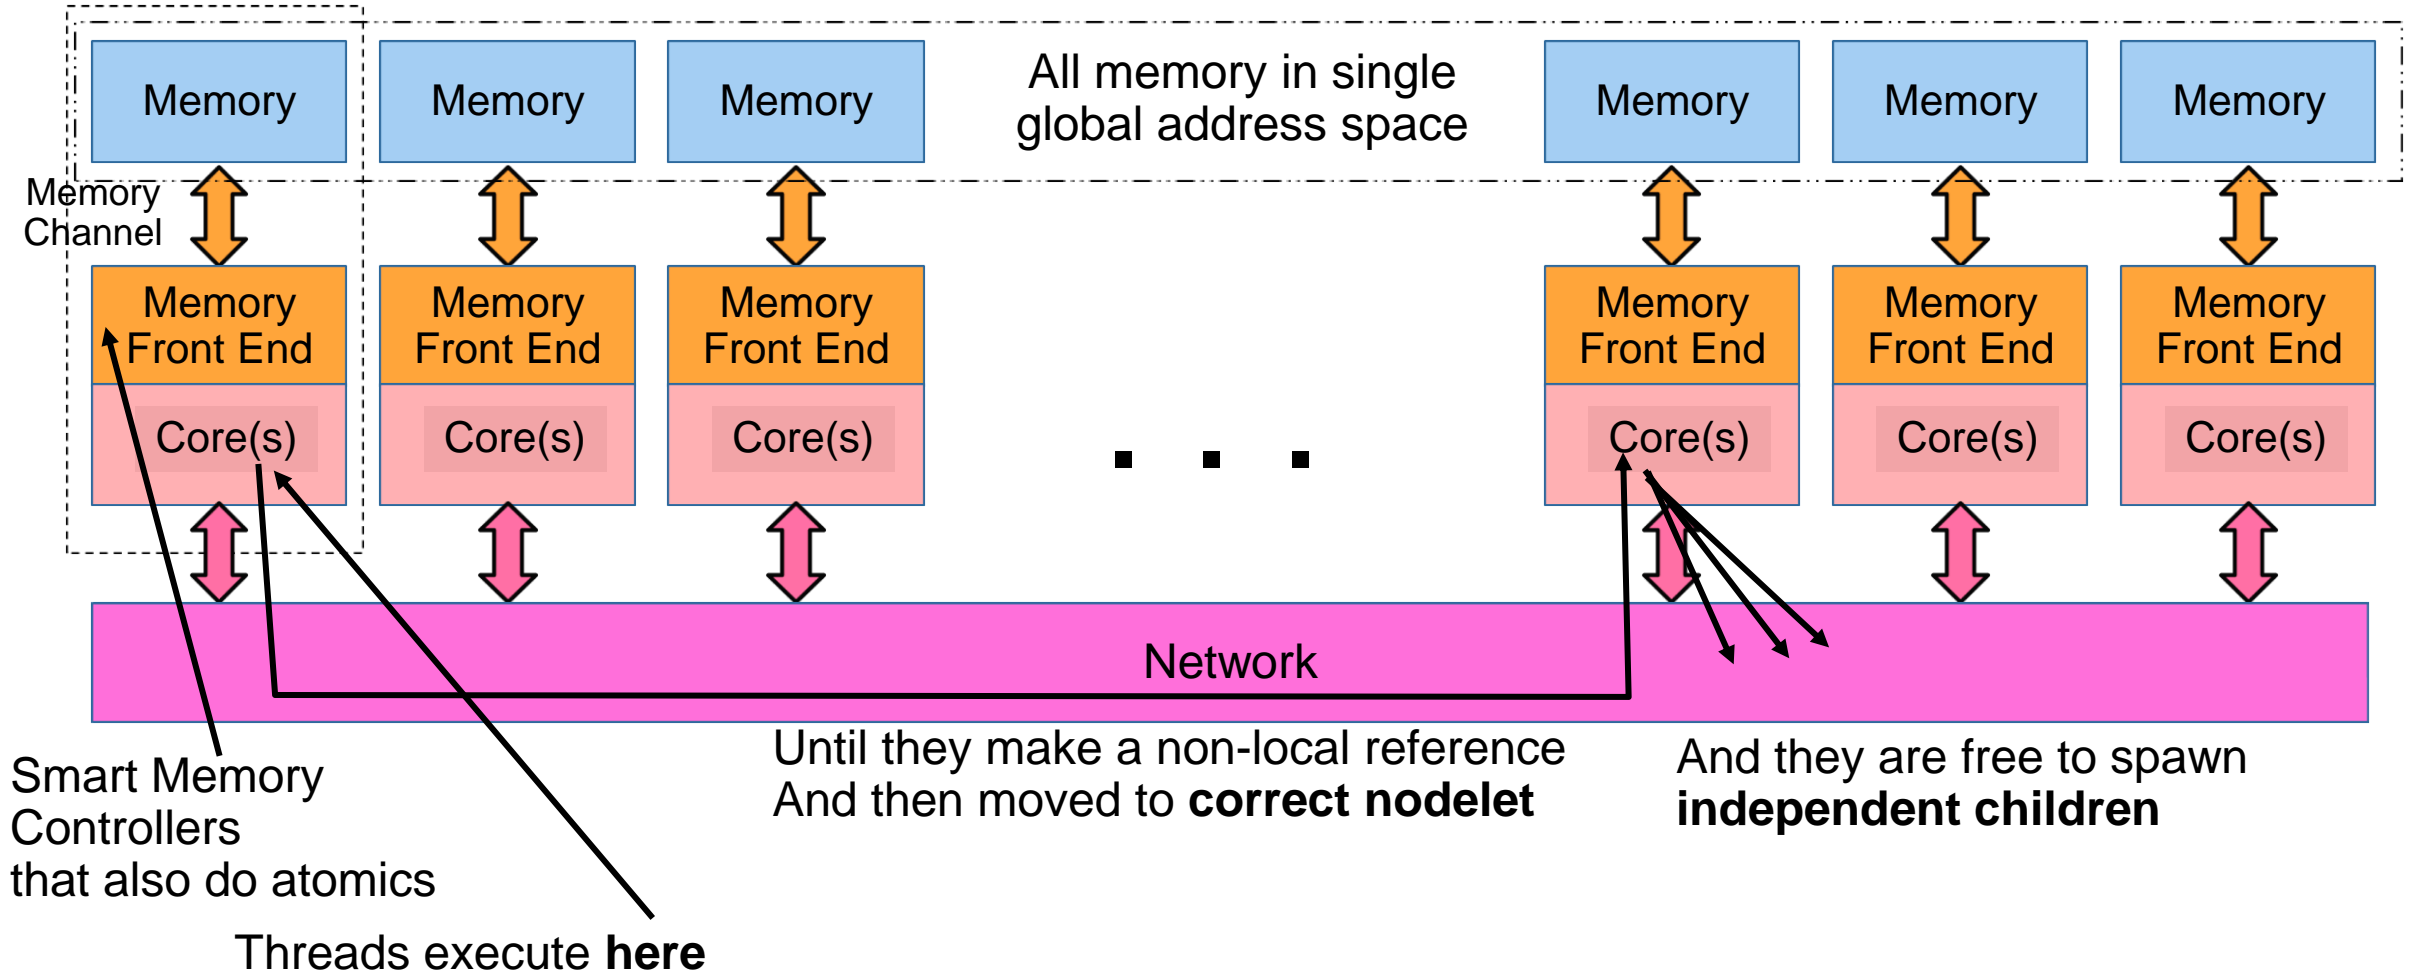 Memory
Memory
Memory
All memory in single
global address space
Memory
Memory
Memory
Memory
Channel
Memory
Front End
Memory
Front End
Memory
Front End
Memory
Front End
Memory
Front End
Memory
Front End
Core(s)
Core(s)
Core(s)
. . .
Core(s)
Core(s)
Core(s)
Network
Until they make a non-local reference
And then moved to correct nodelet
And they are free to spawn
independent children
Smart Memory
Controllers
that also do atomics
Threads execute here